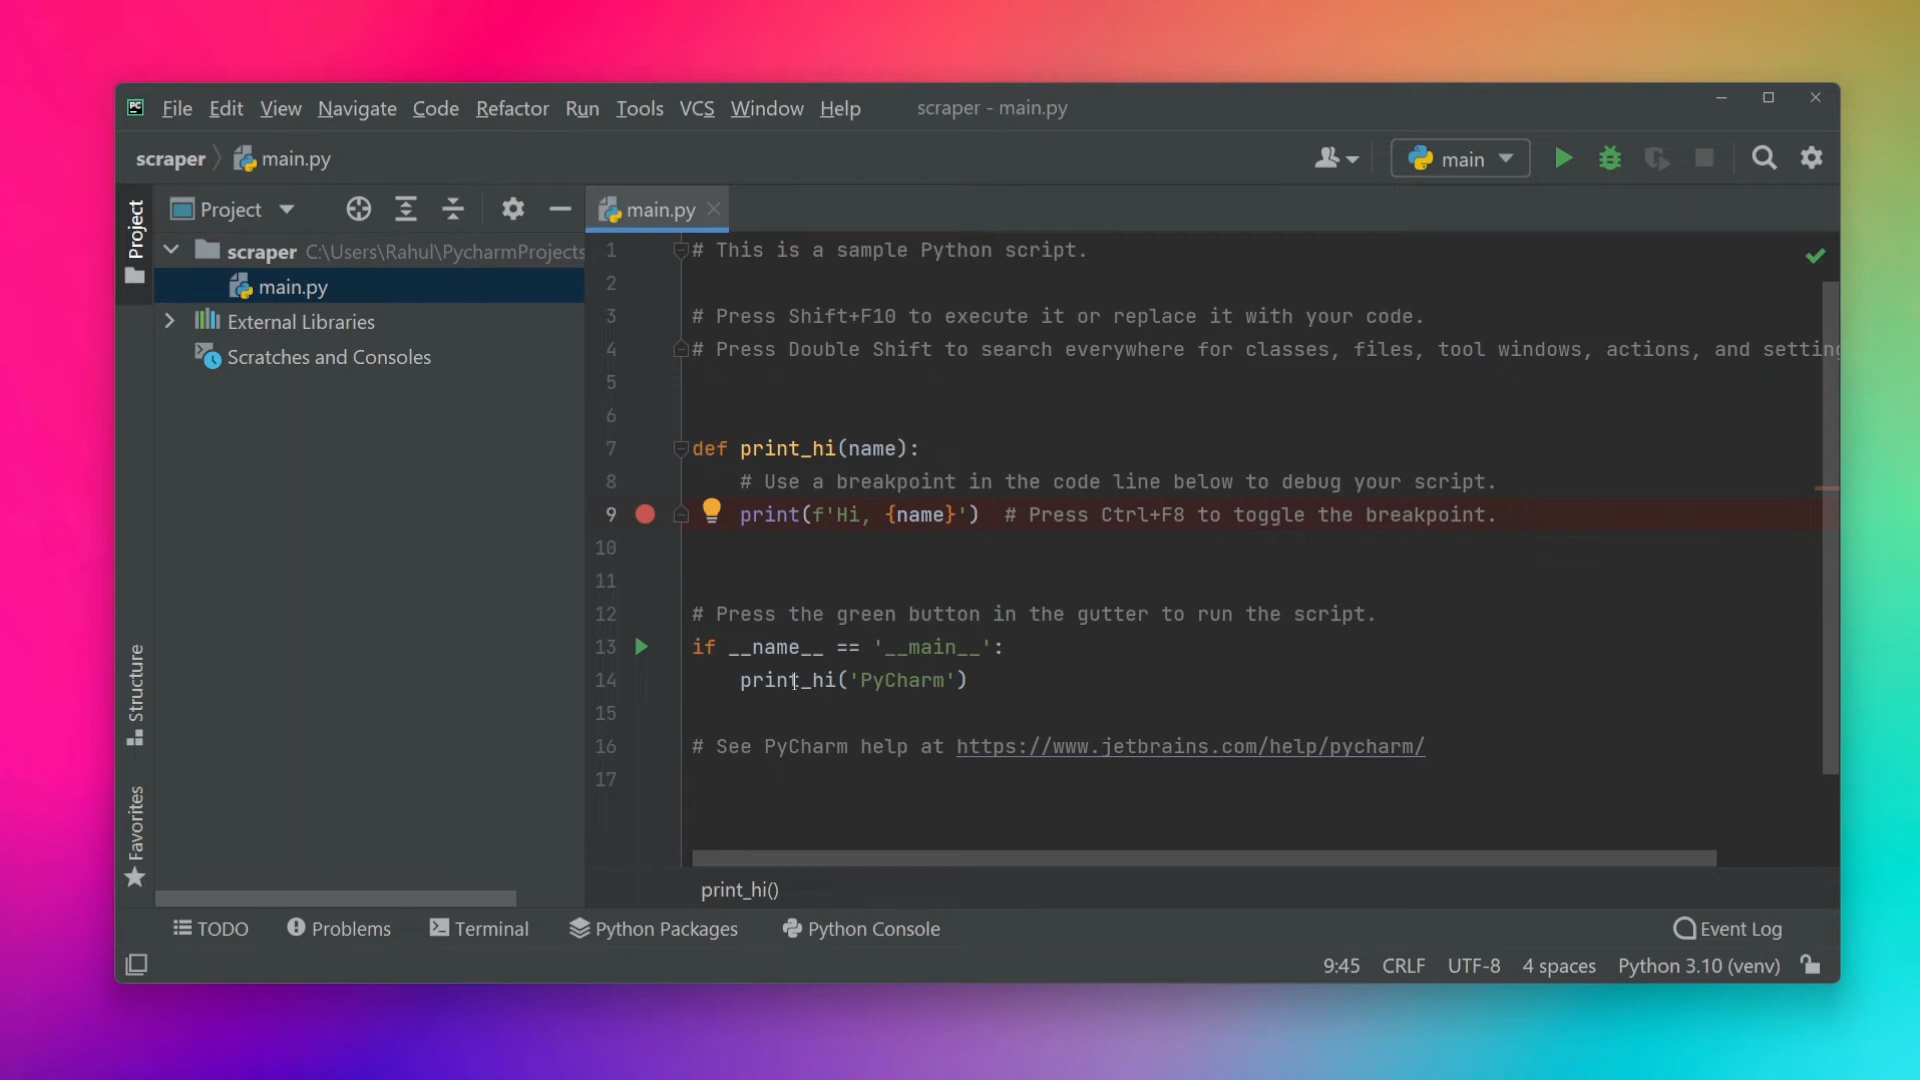 PC File Edit View Navigate Code Refactor Run Tools VCS Window Help scraper - main.py
scraper main.py main
Project
Project main.py
scraper C:\Users\Rahul\PycharmProjects
main.py
External Libraries
Scratches and Consoles
1 # This is a sample Python script.
2
3 # Press Shift+F10 to execute it or replace it with your code.
4 # Press Double Shift to search everywhere for classes, files, tool windows, actions, and setting
5
6
7 def print_hi(name):
8 # Use a breakpoint in the code line below to debug your script.
9 print(f'Hi, {name}') # Press Ctrl+F8 to toggle the breakpoint.
10
11
12 # Press the green button in the gutter to run the script.
13 if __name__ == '__main__':
14 print_hi('PyCharm')
15
16 # See PyCharm help at https://www.jetbrains.com/help/pycharm/
17
Structure
Favorites
print_hi()
TODO Problems Terminal Python Packages Python Console Event Log
9:45 CRLF UTF-8 4 spaces Python 3.10 (venv)